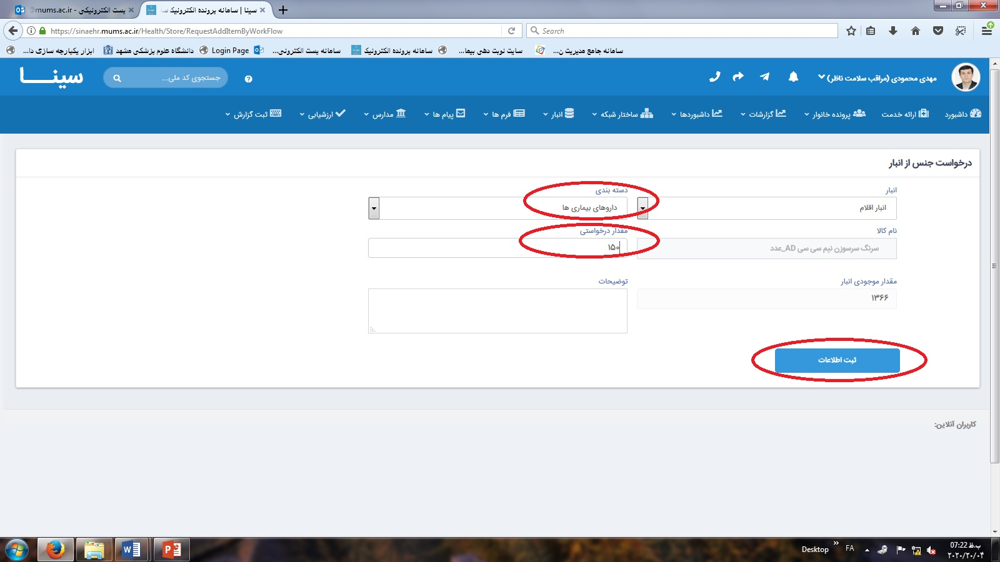 پست الکترونیکی - mums.ac.ir@
سینا | سامانه پرونده الکترونیک سـ
https://sinaehr.mums.ac.ir/Health/Store/RequestAddItemByWorkFlow
Search
ابزار یکپارچه سازی دا...
دانشگاه علوم پزشکی مشهد
Login Page
سامانه پست الکترونی...
سامانه پرونده الکترونیک
سایت نوبت دهی بیما...
سامانه جامع مدیریت ن...
مهدی محمودی (مراقب سلامت ناظر)
جستجوی کد ملی...
سینا
داشبورد
ارائه خدمت
پرونده خانوار
گزارشات
داشبوردها
ساختار شبکه
انبار
فرم ها
پیام ها
مدارس
ارزشیابی
ثبت گزارش
درخواست جنس از انبار
انبار
دسته بندی
انبار اقلام
داروهای بیماری ها
نام کالا
مقدار درخواستی
سرنگ سرسوزن نیم سی سی AD_عدد
۱۵۰
مقدار موجودی انبار
توضیحات
۱۳۶۶
ثبت اطلاعات
کاربران آنلاین:
Desktop
FA
07:22 ب.ظ
۲۰۲۰/۲۰/۰۴